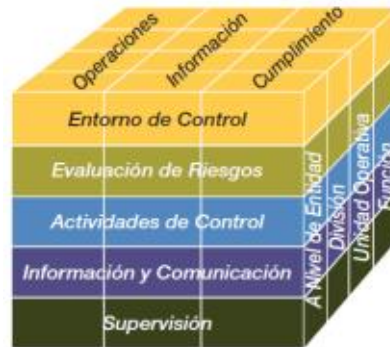 Operaciones
Información
Cumplimiento
Entorno de Control
Evaluación de Riesgos
Actividades de Control
Información y Comunicación
Supervisión
A Nivel de Entidad
División
Unidad Operativa
Función